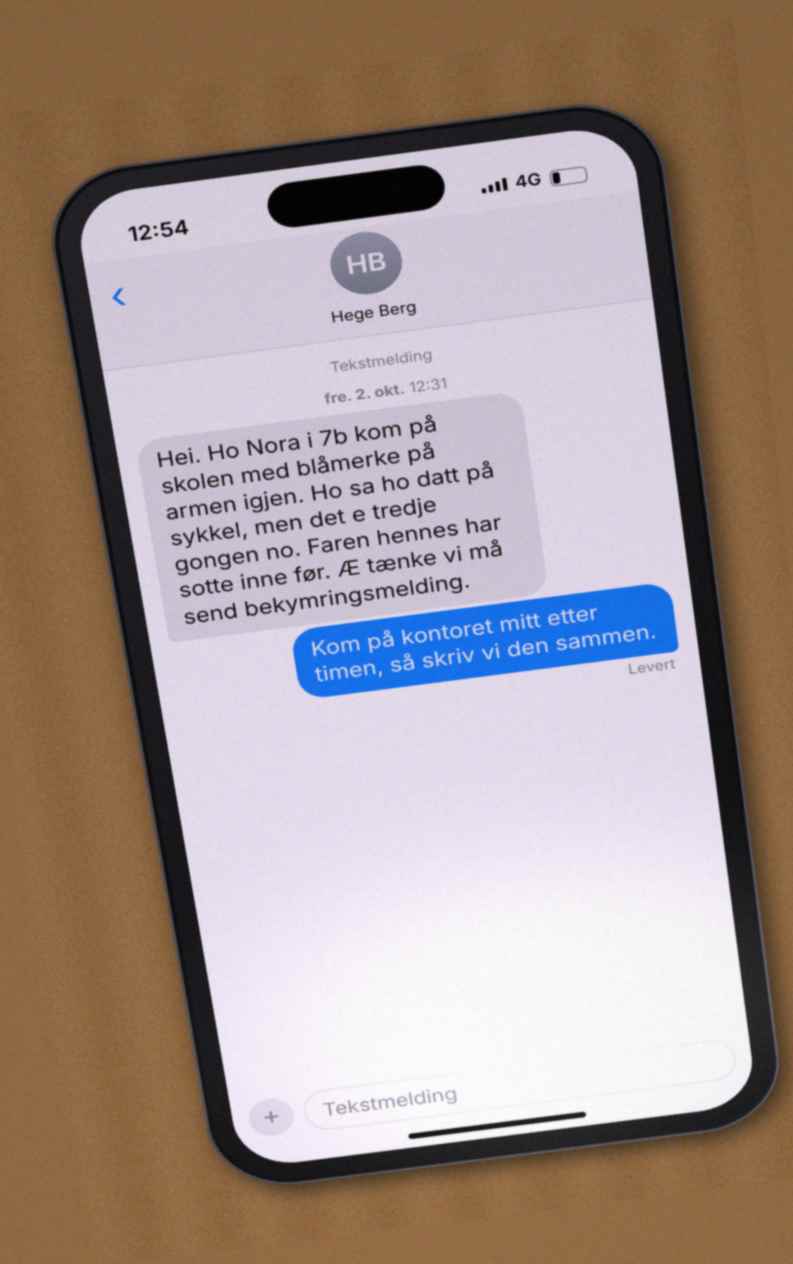 12:54
4G
HB
Hege Berg
Tekstmelding
fre. 2. okt. 12:31
Hei. Ho Nora i 7b kom på
skolen med blåmerke på
armen igjen. Ho sa ho datt på
sykkel, men det e tredje
gongen no. Faren hennes har
sotte inne før. Æ tænke vi må
send bekymringsmelding.
Kom på kontoret mitt etter
timen, så skriv vi den sammen.
Levert
+
Tekstmelding